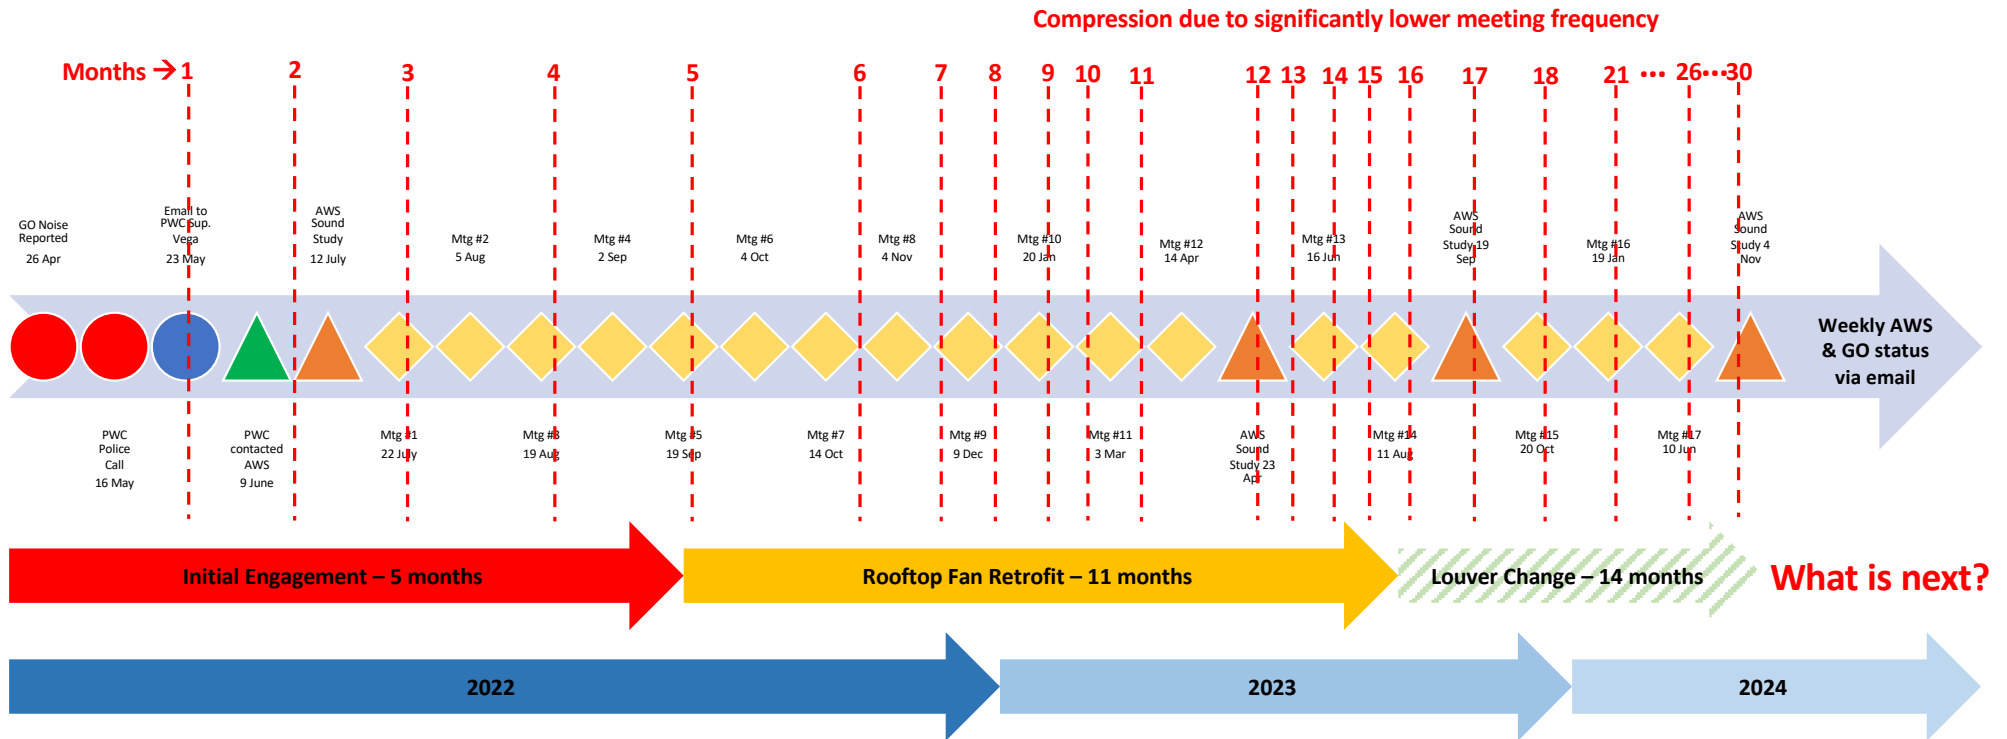 Compression due to significantly lower meeting frequency
Months → 1 2 3 4 5 6 7 8 9 10 11 12 13 14 15 16 17 18 21 ... 26 ... 30
GO Noise
Reported
26 Apr
Email to
PWC Sup.
Vega
23 May
AWS
Sound
Study
12 July
Mtg #2
5 Aug
Mtg #4
2 Sep
Mtg #6
4 Oct
Mtg #8
4 Nov
Mtg #10
20 Jan
Mtg #12
14 Apr
Mtg #13
16 Jun
AWS
Sound
Study 19
Sep
Mtg #16
19 Jan
AWS
Sound
Study 4
Nov
Weekly AWS
& GO status
via email
PWC
Police
Call
16 May
PWC
contacted
AWS
9 June
Mtg #1
22 July
Mtg #3
19 Aug
Mtg #5
19 Sep
Mtg #7
14 Oct
Mtg #9
9 Dec
Mtg #11
3 Mar
AWS
Sound
Study 23
Apr
Mtg #14
11 Aug
Mtg #15
20 Oct
Mtg #17
10 Jun
Initial Engagement – 5 months
Rooftop Fan Retrofit – 11 months
Louver Change – 14 months
What is next?
2022
2023
2024